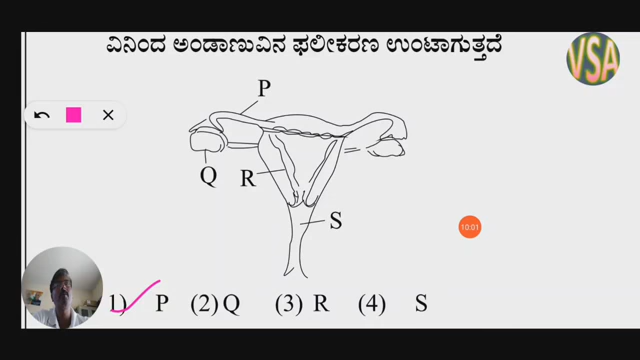 ವಿನಿಂದ ಅಂಡಾಣುವಿನ ಫಲೀಕರಣ ಉಂಟಾಗುತ್ತದೆ
VSA
P
Q
R
S
10:01
1) P (2) Q (3) R (4) S